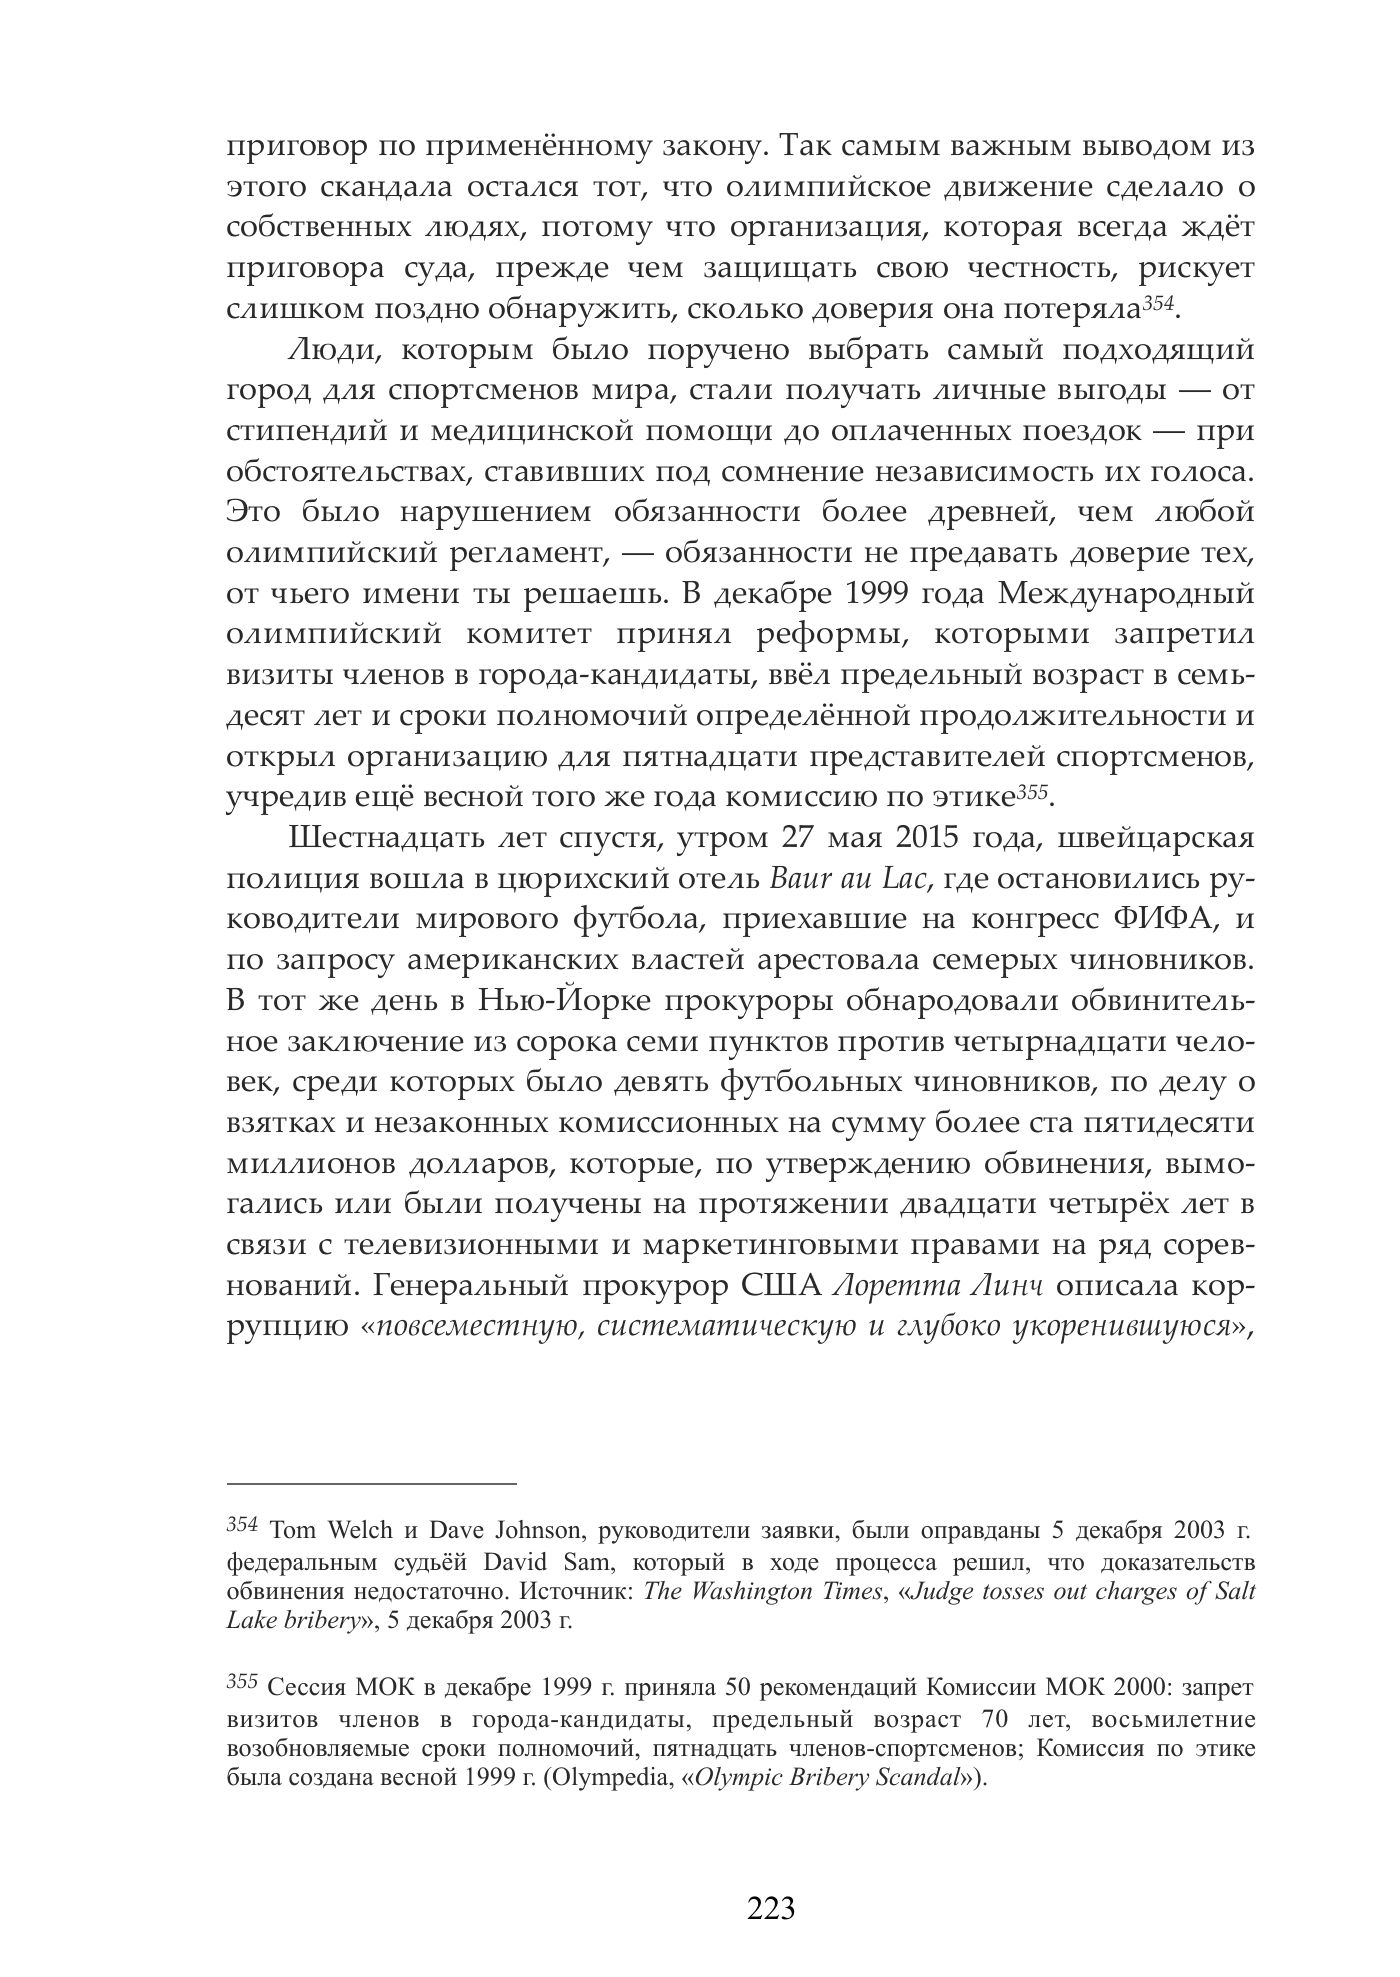 приговор по применённому закону. Так самым важным выводом из
этого скандала остался тот, что олимпийское движение сделало о
собственных людях, потому что организация, которая всегда ждёт
приговора суда, прежде чем защищать свою честность, рискует
слишком поздно обнаружить, сколько доверия она потеряла354.
Люди, которым было поручено выбрать самый подходящий
город для спортсменов мира, стали получать личные выгоды — от
стипендий и медицинской помощи до оплаченных поездок — при
обстоятельствах, ставивших под сомнение независимость их голоса.
Это было нарушением обязанности более древней, чем любой
олимпийский регламент, — обязанности не предавать доверие тех,
от чьего имени ты решаешь. В декабре 1999 года Международный
олимпийский комитет принял реформы, которыми запретил
визиты членов в города-кандидаты, ввёл предельный возраст в семь-
десят лет и сроки полномочий определённой продолжительности и
открыл организацию для пятнадцати представителей спортсменов,
учредив ещё весной того же года комиссию по этике355.
Шестнадцать лет спустя, утром 27 мая 2015 года, швейцарская
полиция вошла в цюрихский отель Baur au Lac, где остановились ру-
ководители мирового футбола, приехавшие на конгресс ФИФА, и
по запросу американских властей арестовала семерых чиновников.
В тот же день в Нью-Йорке прокуроры обнародовали обвинитель-
ное заключение из сорока семи пунктов против четырнадцати чело-
век, среди которых было девять футбольных чиновников, по делу о
взятках и незаконных комиссионных на сумму более ста пятидесяти
миллионов долларов, которые, по утверждению обвинения, вымо-
гались или были получены на протяжении двадцати четырёх лет в
связи с телевизионными и маркетинговыми правами на ряд сорев-
нований. Генеральный прокурор США Лоретта Линч описала кор-
рупцию «повсеместную, систематическую и глубоко укоренившуюся»,
354 Tom Welch и Dave Johnson, руководители заявки, были оправданы 5 декабря 2003 г.
федеральным судьёй David Sam, который в ходе процесса решил, что доказательств
обвинения недостаточно. Источник: The Washington Times, «Judge tosses out charges of Salt
Lake bribery», 5 декабря 2003 г.
355 Сессия МОК в декабре 1999 г. приняла 50 рекомендаций Комиссии МОК 2000: запрет
визитов членов в города-кандидаты, предельный возраст 70 лет, восьмилетние
возобновляемые сроки полномочий, пятнадцать членов-спортсменов; Комиссия по этике
была создана весной 1999 г. (Olympedia, «Olympic Bribery Scandal»).
223